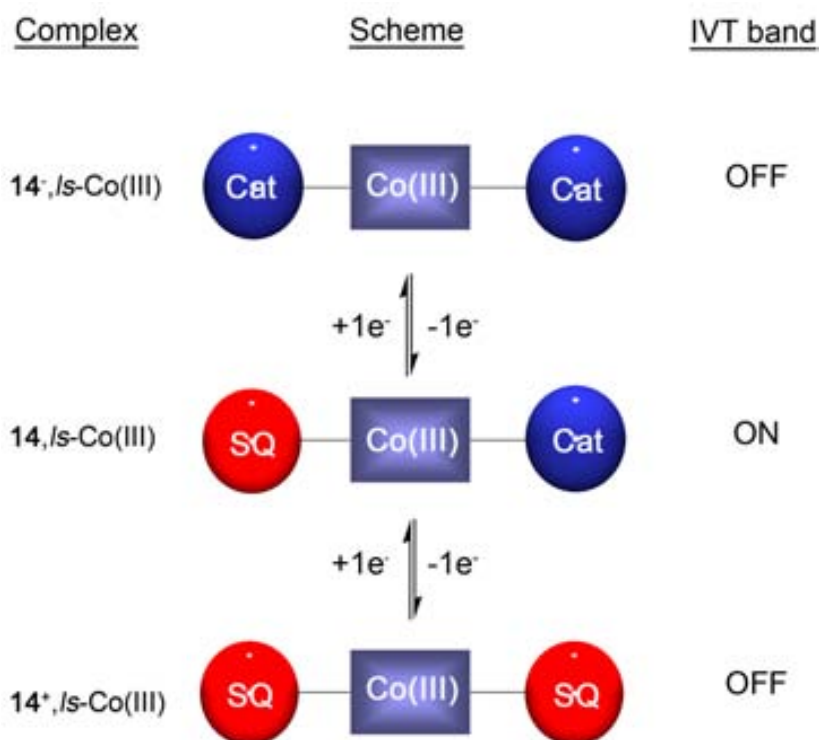 Complex Scheme IVT band
14⁻,ls-Co(III) Cat Co(III) Cat OFF
+1e⁻ -1e⁻
14,ls-Co(III) SQ Co(III) Cat ON
+1e⁻ -1e⁻
14⁺,ls-Co(III) SQ Co(III) SQ OFF